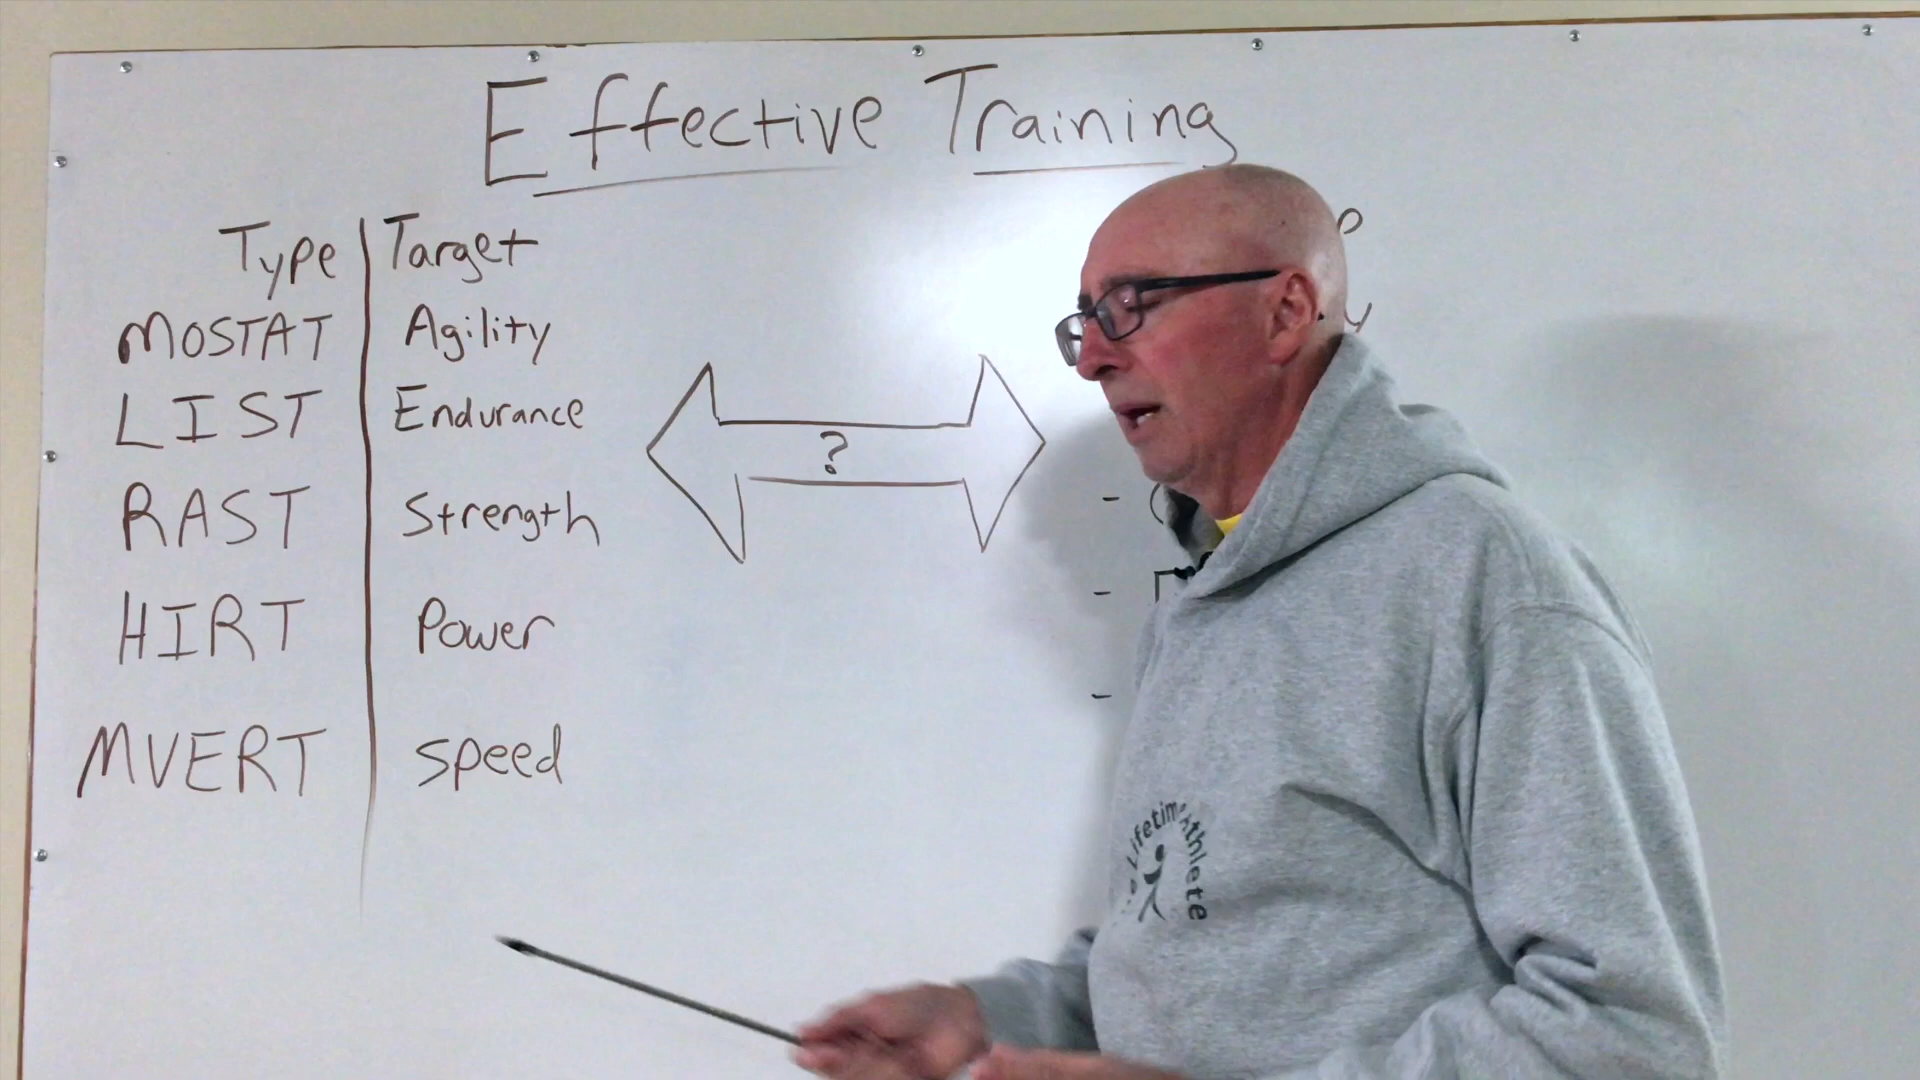 Effective Training
Type Target
MOSTAT Agility
LIST Endurance
?
RAST Strength
HIRT Power
MVERT Speed
Lifetime Athlete